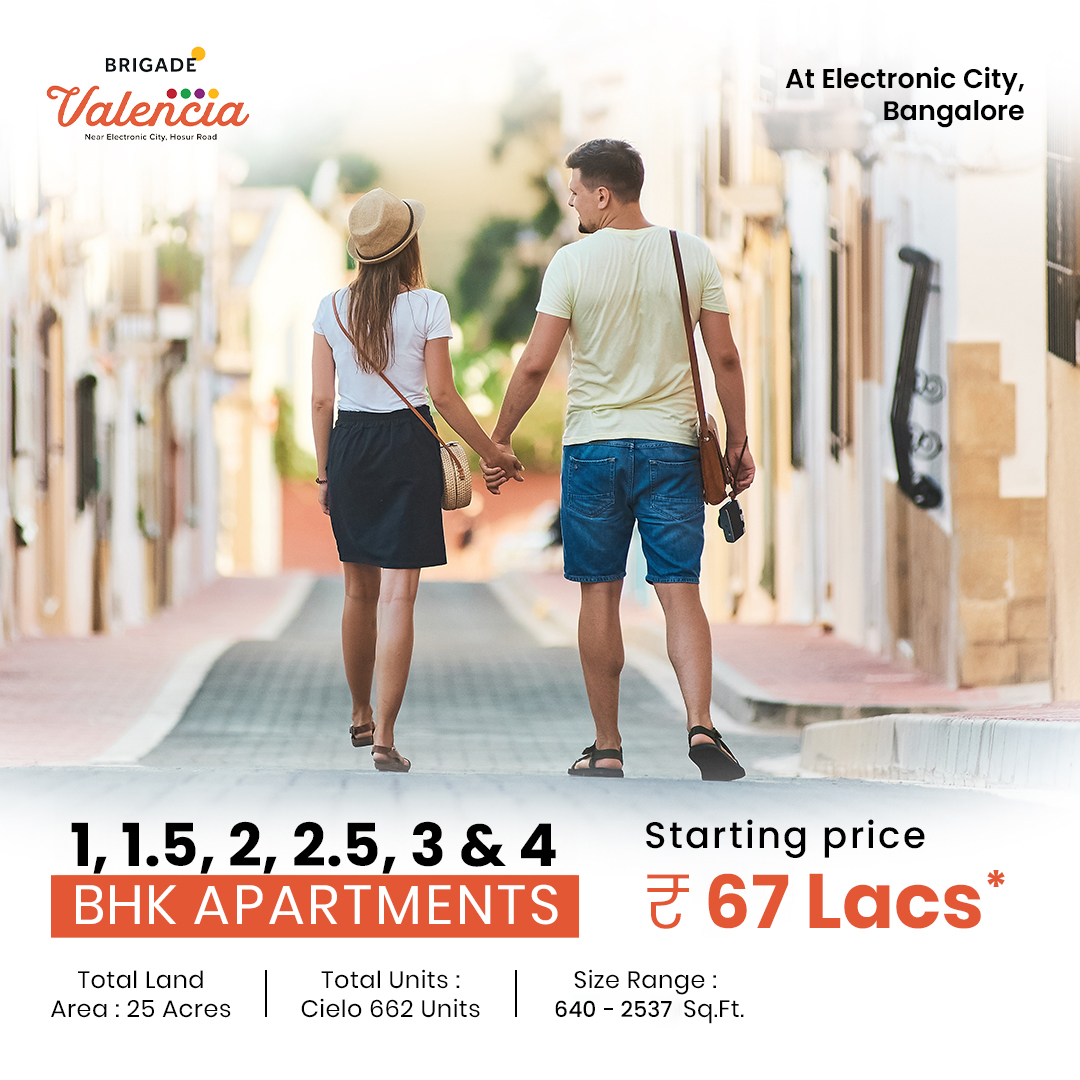 BRIGADE
Valencia
Near Electronic City, Hosur Road
At Electronic City,
Bangalore
1, 1.5, 2, 2.5, 3 & 4
BHK APARTMENTS
Starting price
₹ 67 Lacs*
Total Land
Area : 25 Acres
Total Units :
Cielo 662 Units
Size Range :
640 - 2537 Sq.Ft.